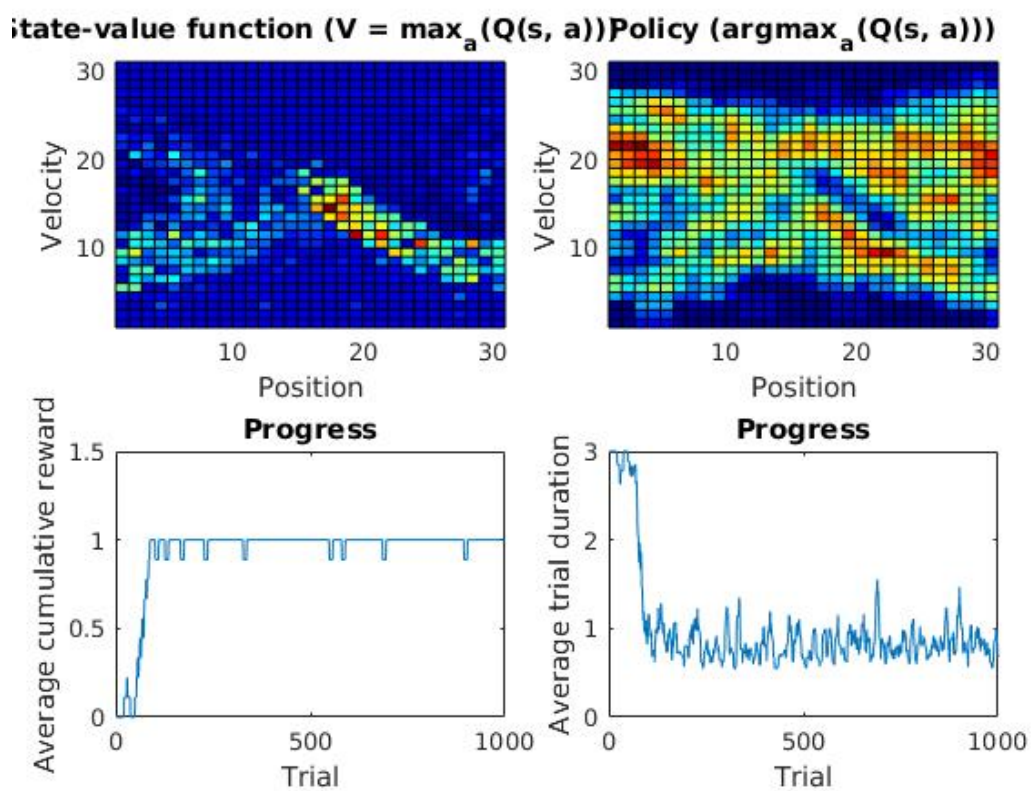 State-value function (V = max_a(Q(s, a)))
Policy (argmax_a(Q(s, a)))
30
20
10
Velocity
10 20 30
Position
30
20
10
Velocity
10 20 30
Position
Progress
1.5
1
0.5
0
Average cumulative reward
0 500 1000
Trial
Progress
3
2
1
0
Average trial duration
0 500 1000
Trial